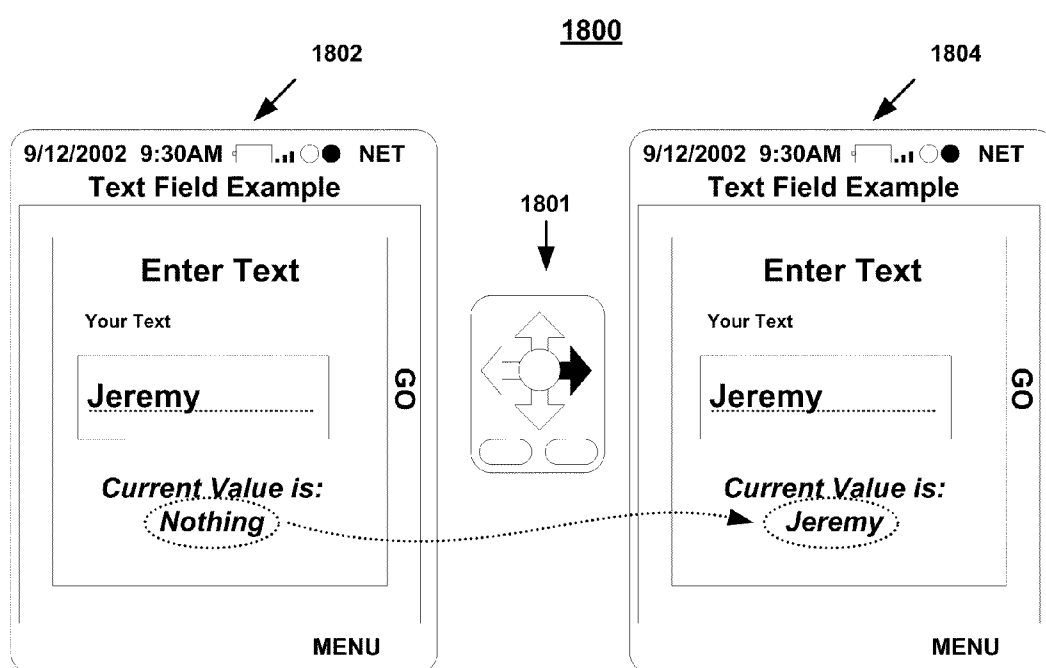 1800
1802
9/12/2002 9:30AM NET
Text Field Example
Enter Text
Your Text
Jeremy
GO
Current Value is:
Nothing
MENU
1801
1804
9/12/2002 9:30AM NET
Text Field Example
Enter Text
Your Text
Jeremy
GO
Current Value is:
Jeremy
MENU